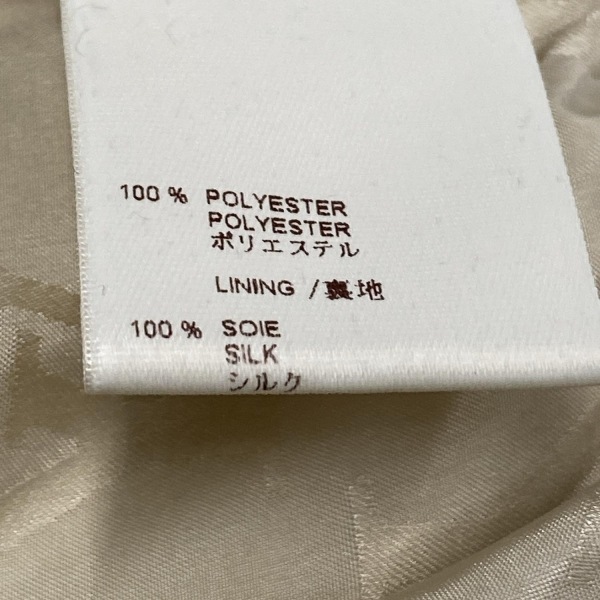 100 % POLYESTER
POLYESTER
ポリエステル
LINING / 裏地
100 % SOIE
SILK
シルク